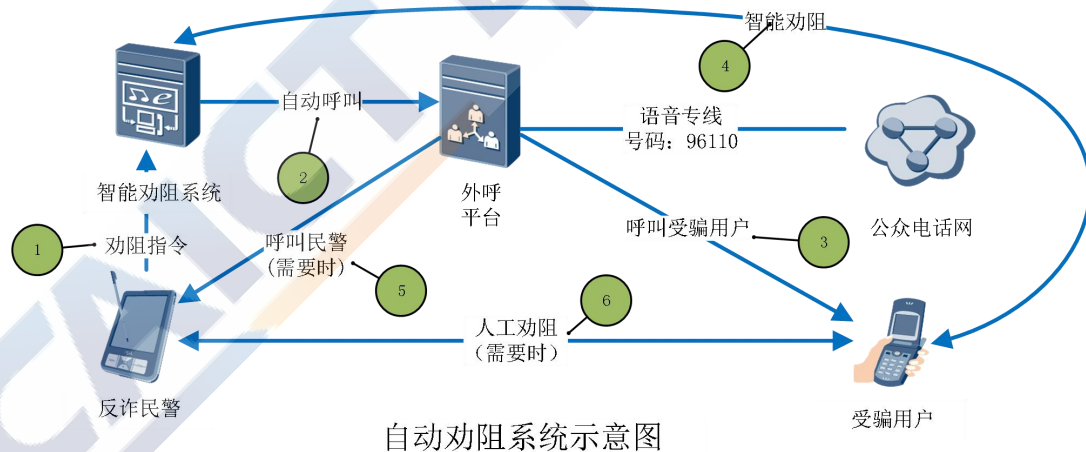 智能劝阻
4
自动呼叫
2
语音专线
号码：96110
智能劝阻系统
外呼
平台
1
劝阻指令
呼叫民警
(需要时)
5
呼叫受骗用户
3
公众电话网
6
人工劝阻
（需要时）
反诈民警
受骗用户
自动劝阻系统示意图
CAICT